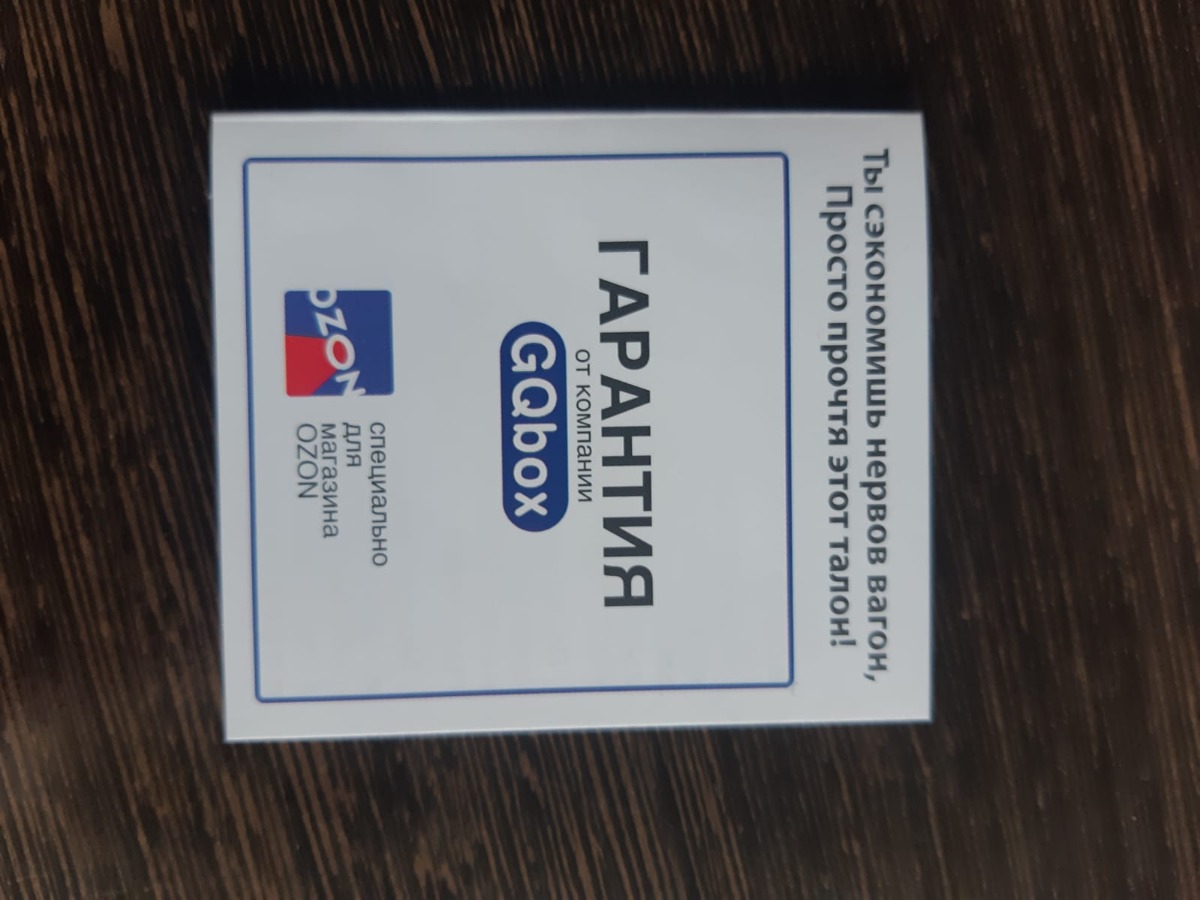 Ты сэкономишь нервов вагон,
Просто прочтя этот талон!
ГАРАНТИЯ
от компании
GQbox
OZON
специально
для
магазина
OZON